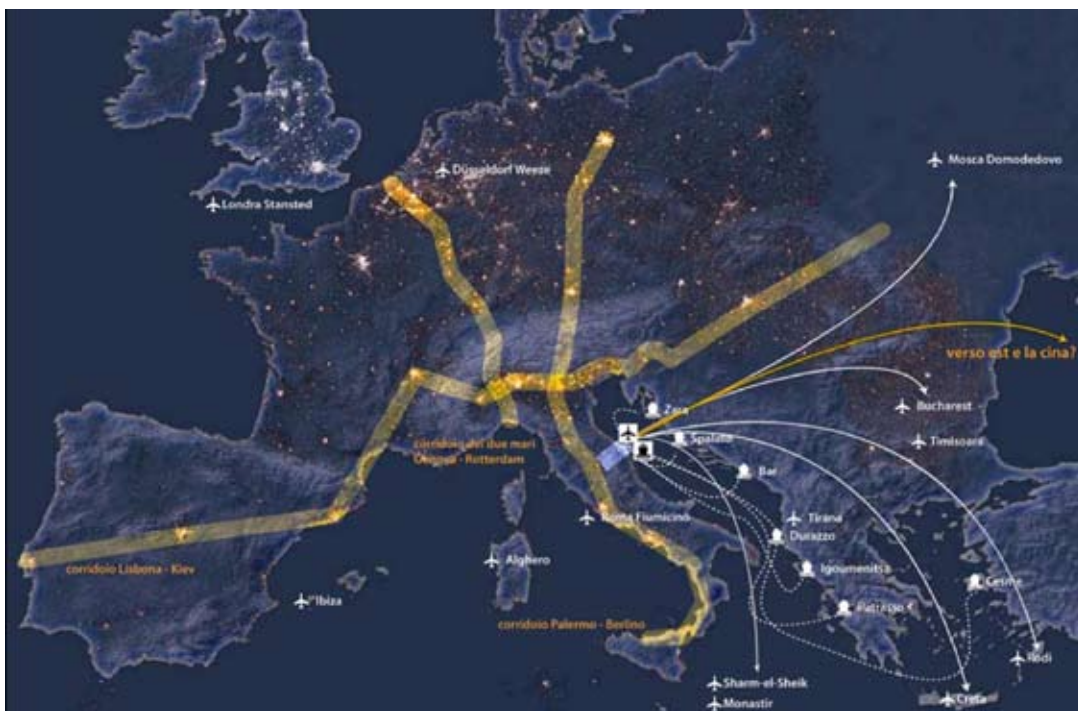 Mosca Domodedovo
Düsseldorf Weeze
Londra Stansted
verso est e la cina?
Bucharest
Zara
Spalato
Timisoara
corridoio dei due mari
Genova - Rotterdam
Bar
Roma Fiumicino
Tirana
Durazzo
Alghero
corridoio Lisbona - Kiev
Igoumenitsa
Cesme
Ibiza
Patrasso
corridoio Palermo - Berlino
Rodi
Sharm-el-Sheik
Creta
Monastir